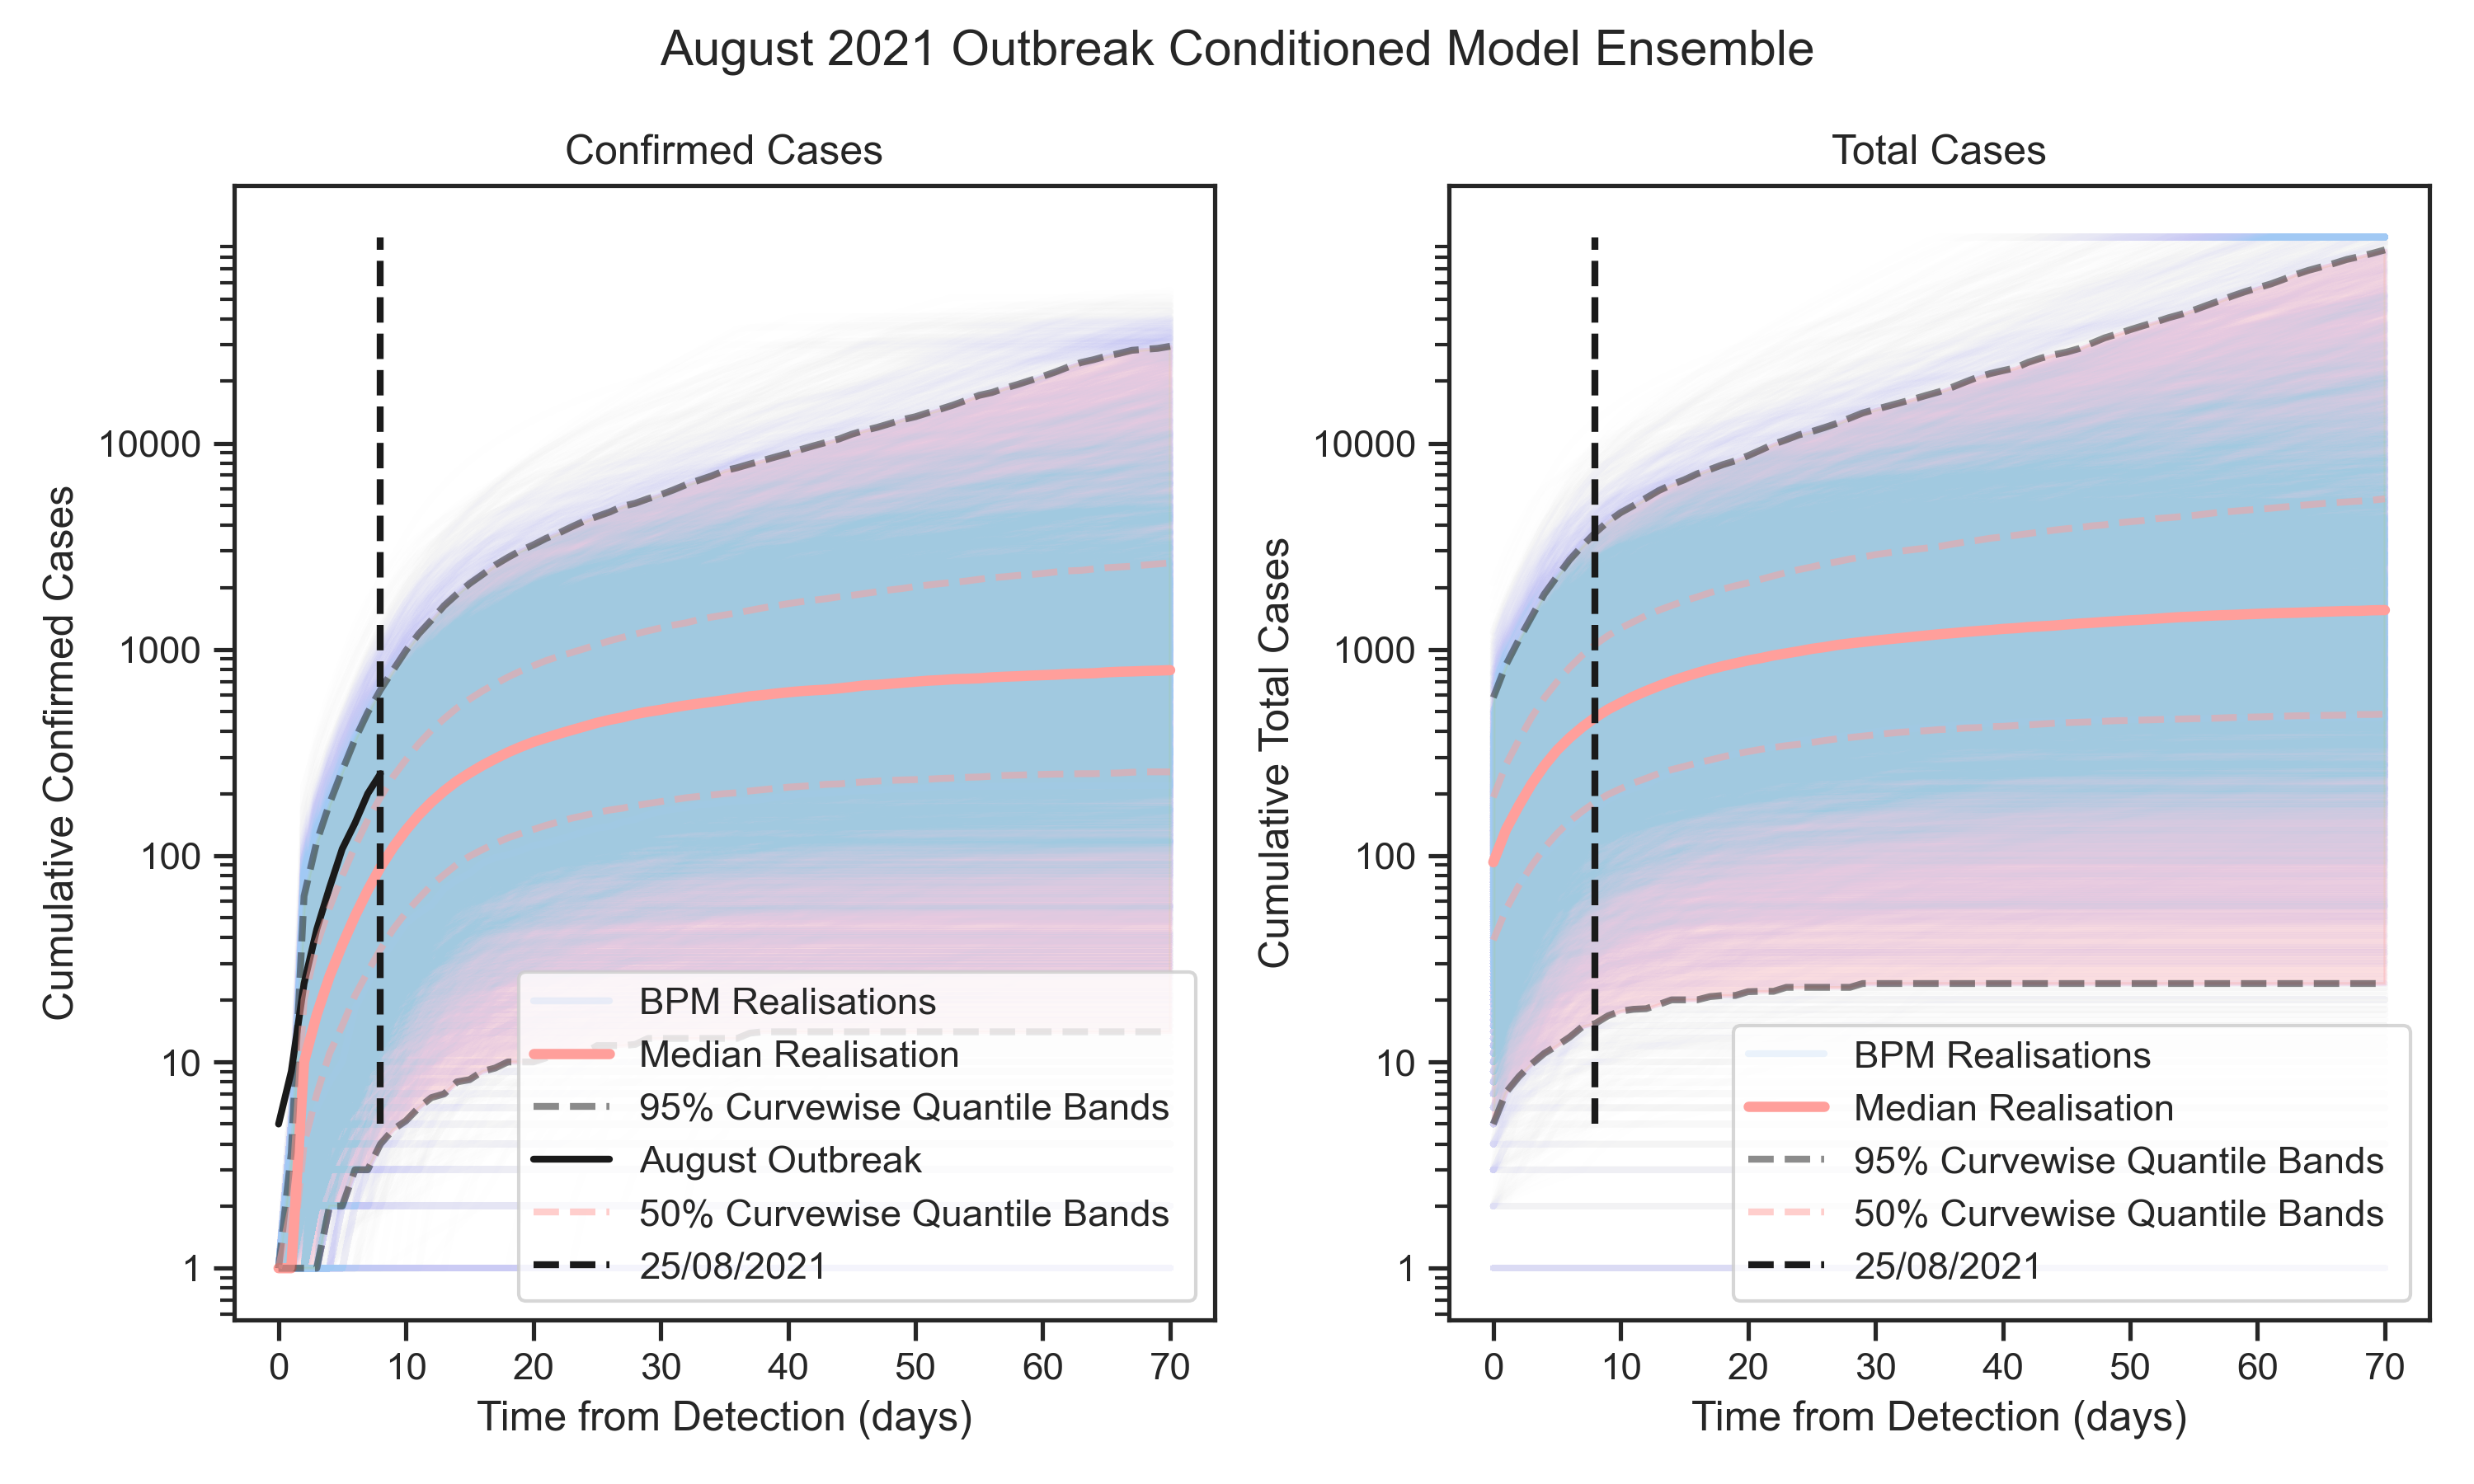 August 2021 Outbreak Conditioned Model Ensemble
Confirmed Cases
Cumulative Confirmed Cases
10000
1000
100
10
1
0 10 20 30 40 50 60 70
Time from Detection (days)
BPM Realisations
Median Realisation
95% Curvewise Quantile Bands
August Outbreak
50% Curvewise Quantile Bands
25/08/2021
Total Cases
Cumulative Total Cases
10000
1000
100
10
1
0 10 20 30 40 50 60 70
Time from Detection (days)
BPM Realisations
Median Realisation
95% Curvewise Quantile Bands
50% Curvewise Quantile Bands
25/08/2021